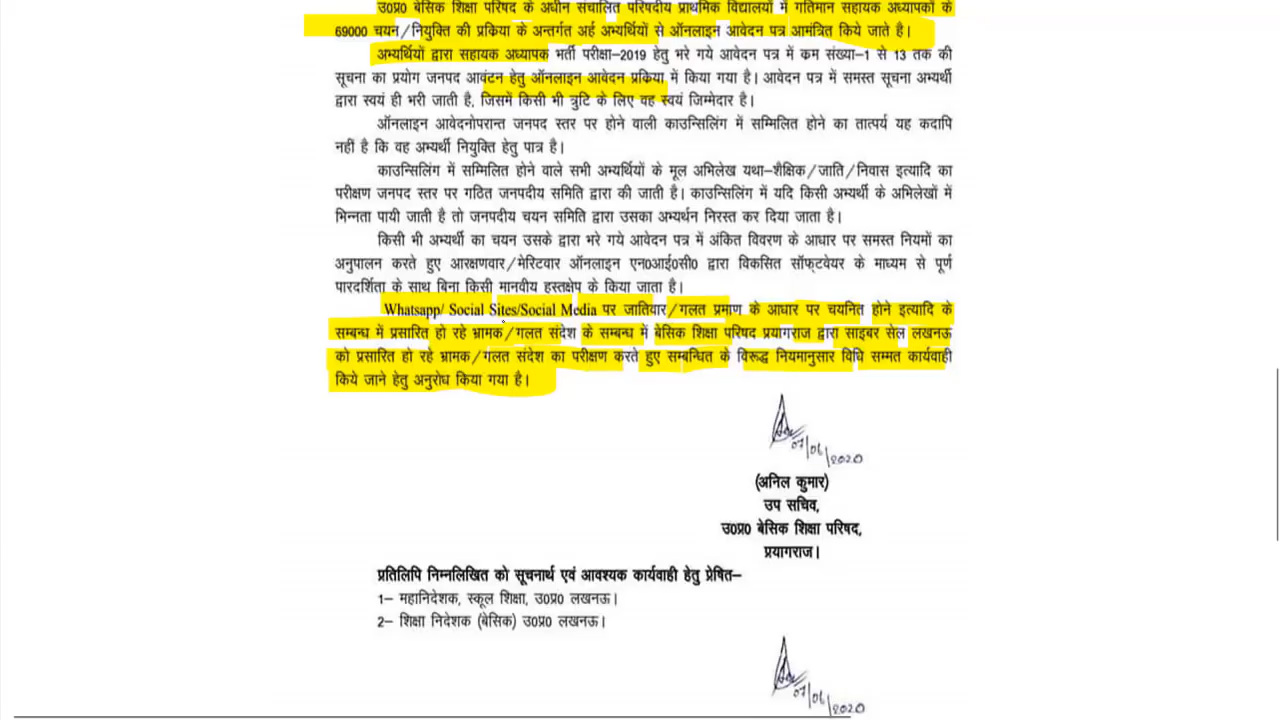 उ0प्र0 बेसिक शिक्षा परिषद के अधीन संचालित परिषदीय प्राथमिक विद्यालयों में गतिमान सहायक अध्यापकों के
69000 चयन/नियुक्ति की प्रकिया के अन्तर्गत अर्ह अभ्यर्थियों से ऑनलाइन आवेदन पत्र आमंत्रित किये जाते है।
अभ्यर्थियों द्वारा सहायक अध्यापक भर्ती परीक्षा-2019 हेतु भरे गये आवेदन पत्र में कम संख्या-1 से 13 तक की
सूचना का प्रयोग जनपद आवंटन हेतु ऑनलाइन आवेदन प्रकिया में किया गया है। आवेदन पत्र में समस्त सूचना अभ्यर्थी
द्वारा स्वयं ही भरी जाती है, जिसमें किसी भी त्रुटि के लिए वह स्वयं जिम्मेदार है।
ऑनलाइन आवेदनोपरान्त जनपद स्तर पर होने वाली काउन्सिलिंग में सम्मिलित होने का तात्पर्य यह कदापि
नहीं है कि वह अभ्यर्थी नियुक्ति हेतु पात्र है।
काउन्सिलिंग में सम्मिलित होने वाले सभी अभ्यर्थियों के मूल अभिलेख यथा-शैक्षिक/जाति/निवास इत्यादि का
परीक्षण जनपद स्तर पर गठित जनपदीय समिति द्वारा की जाती है। काउन्सिलिंग में यदि किसी अभ्यर्थी के अभिलेखों में
भिन्नता पायी जाती है तो जनपदीय चयन समिति द्वारा उसका अभ्यर्थन निरस्त कर दिया जाता है।
किसी भी अभ्यर्थी का चयन उसके द्वारा भरे गये आवेदन पत्र में अंकित विवरण के आधार पर समस्त नियमों का
अनुपालन करते हुए आरक्षणवार/मेरिटवार ऑनलाइन एन0आई0सी0 द्वारा विकसित सॉफ्टवेयर के माध्यम से पूर्ण
पारदर्शिता के साथ बिना किसी मानवीय हस्तक्षेप के किया जाता है।
Whatsapp/ Social Sites/Social Media पर जातिवार/गलत प्रमाण के आधार पर चयनित होने इत्यादि के
सम्बन्ध में प्रसारित हो रहे भ्रामक/गलत संदेश के सम्बन्ध में बेसिक शिक्षा परिषद प्रयागराज द्वारा साइबर सेल लखनऊ
को प्रसारित हो रहे भ्रामक/गलत संदेश का परीक्षण करते हुए सम्बन्धित के विरूद्ध नियमानुसार विधि सम्मत कार्यवाही
किये जाने हेतु अनुरोध किया गया है।
07/06/2020
(अनिल कुमार)
उप सचिव,
उ0प्र0 बेसिक शिक्षा परिषद,
प्रयागराज।
प्रतिलिपि निम्नलिखित को सूचनार्थ एवं आवश्यक कार्यवाही हेतु प्रेषित-
1- महानिदेशक, स्कूल शिक्षा, उ0प्र0 लखनऊ।
2- शिक्षा निदेशक (बेसिक) उ0प्र0 लखनऊ।
07/06/2020